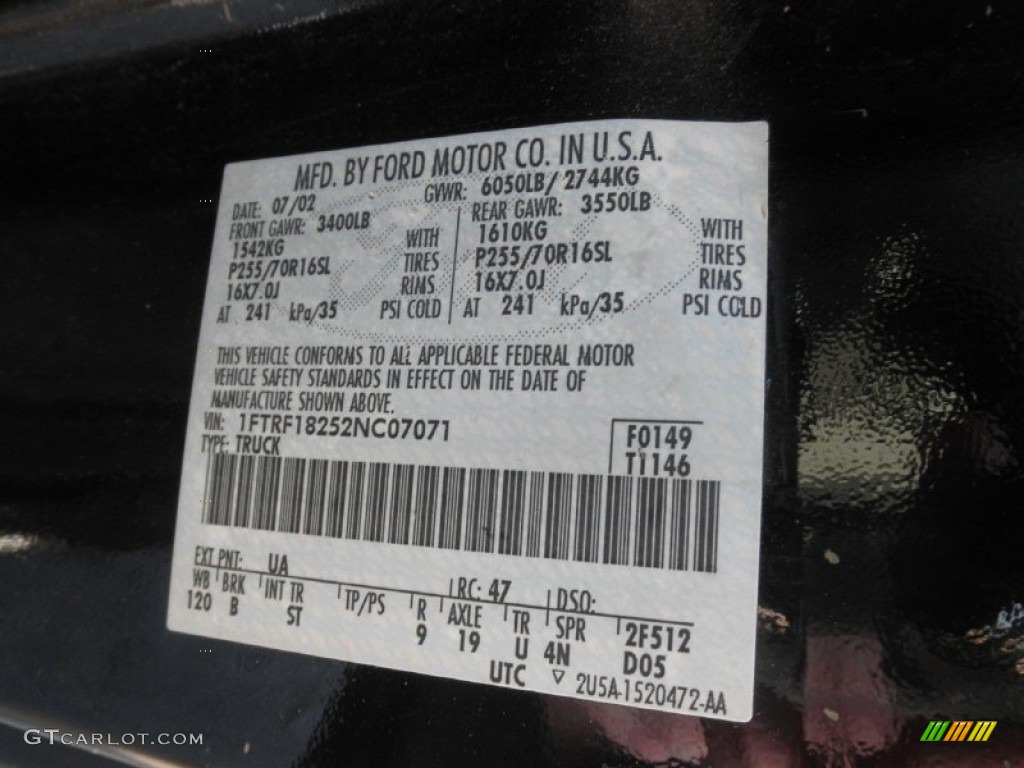 MFD. BY FORD MOTOR CO. IN U.S.A.
DATE: 07/02 GVWR: 6050LB/ 2744KG
FRONT GAWR: 3400LB REAR GAWR: 3550LB
1542KG WITH 1610KG WITH
P255/70R16SL TIRES P255/70R16SL TIRES
16X7.0J RIMS 16X7.0J RIMS
AT 241 kPa/35 PSI COLD AT 241 kPa/35 PSI COLD
THIS VEHICLE CONFORMS TO ALL APPLICABLE FEDERAL MOTOR
VEHICLE SAFETY STANDARDS IN EFFECT ON THE DATE OF
MANUFACTURE SHOWN ABOVE.
VIN: 1FTRF18252NC07071 F0149
TYPE: TRUCK T1146
EXT PNT: UA RC: 47 DSO:
WB BRK INT TR TP/PS R AXLE TR SPR 2F512
120 B ST 9 19 U 4N D05
UTC ▽ 2U5A-1520472-AA
GTCARLOT.COM